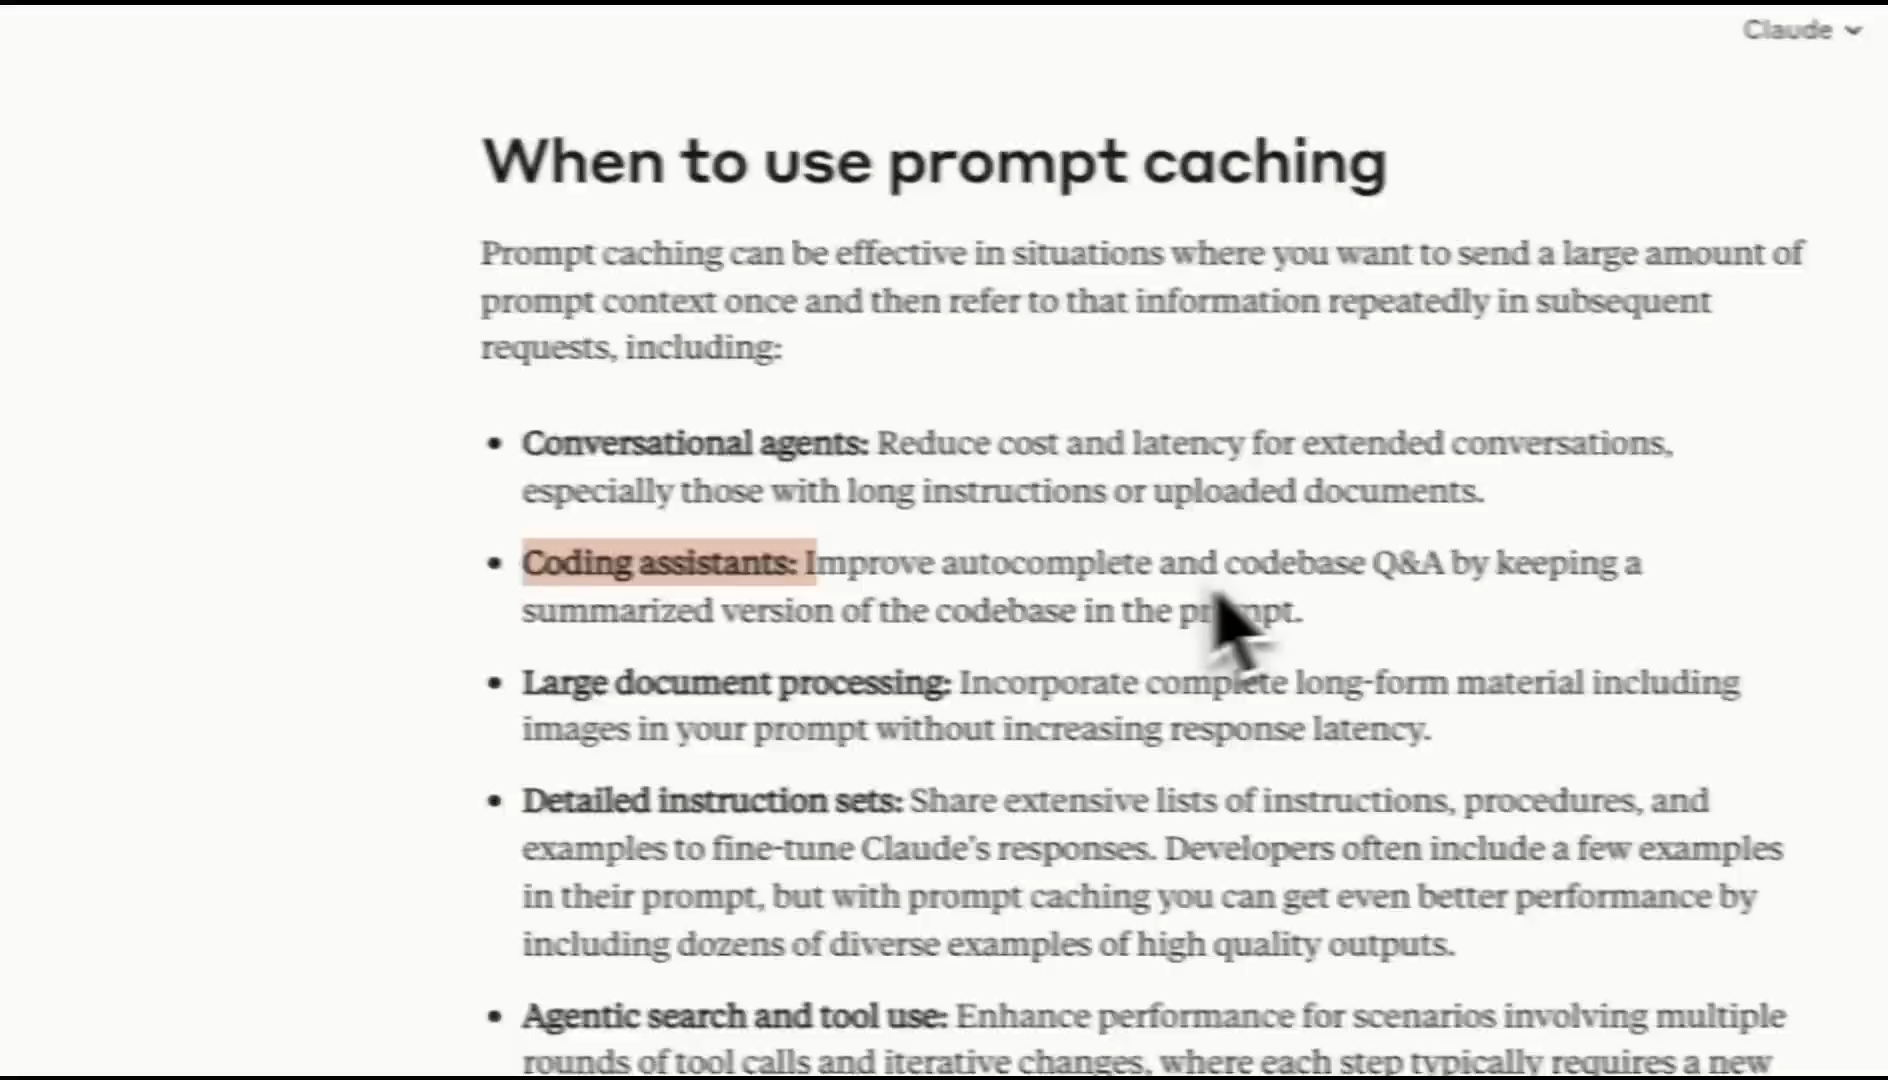 Claude
When to use prompt caching
Prompt caching can be effective in situations where you want to send a large amount of
prompt context once and then refer to that information repeatedly in subsequent
requests, including:
• Conversational agents: Reduce cost and latency for extended conversations,
especially those with long instructions or uploaded documents.
• Coding assistants: Improve autocomplete and codebase Q&A by keeping a
summarized version of the codebase in the prompt.
• Large document processing: Incorporate complete long-form material including
images in your prompt without increasing response latency.
• Detailed instruction sets: Share extensive lists of instructions, procedures, and
examples to fine-tune Claude's responses. Developers often include a few examples
in their prompt, but with prompt caching you can get even better performance by
including dozens of diverse examples of high quality outputs.
• Agentic search and tool use: Enhance performance for scenarios involving multiple
rounds of tool calls and iterative changes, where each step typically requires a new